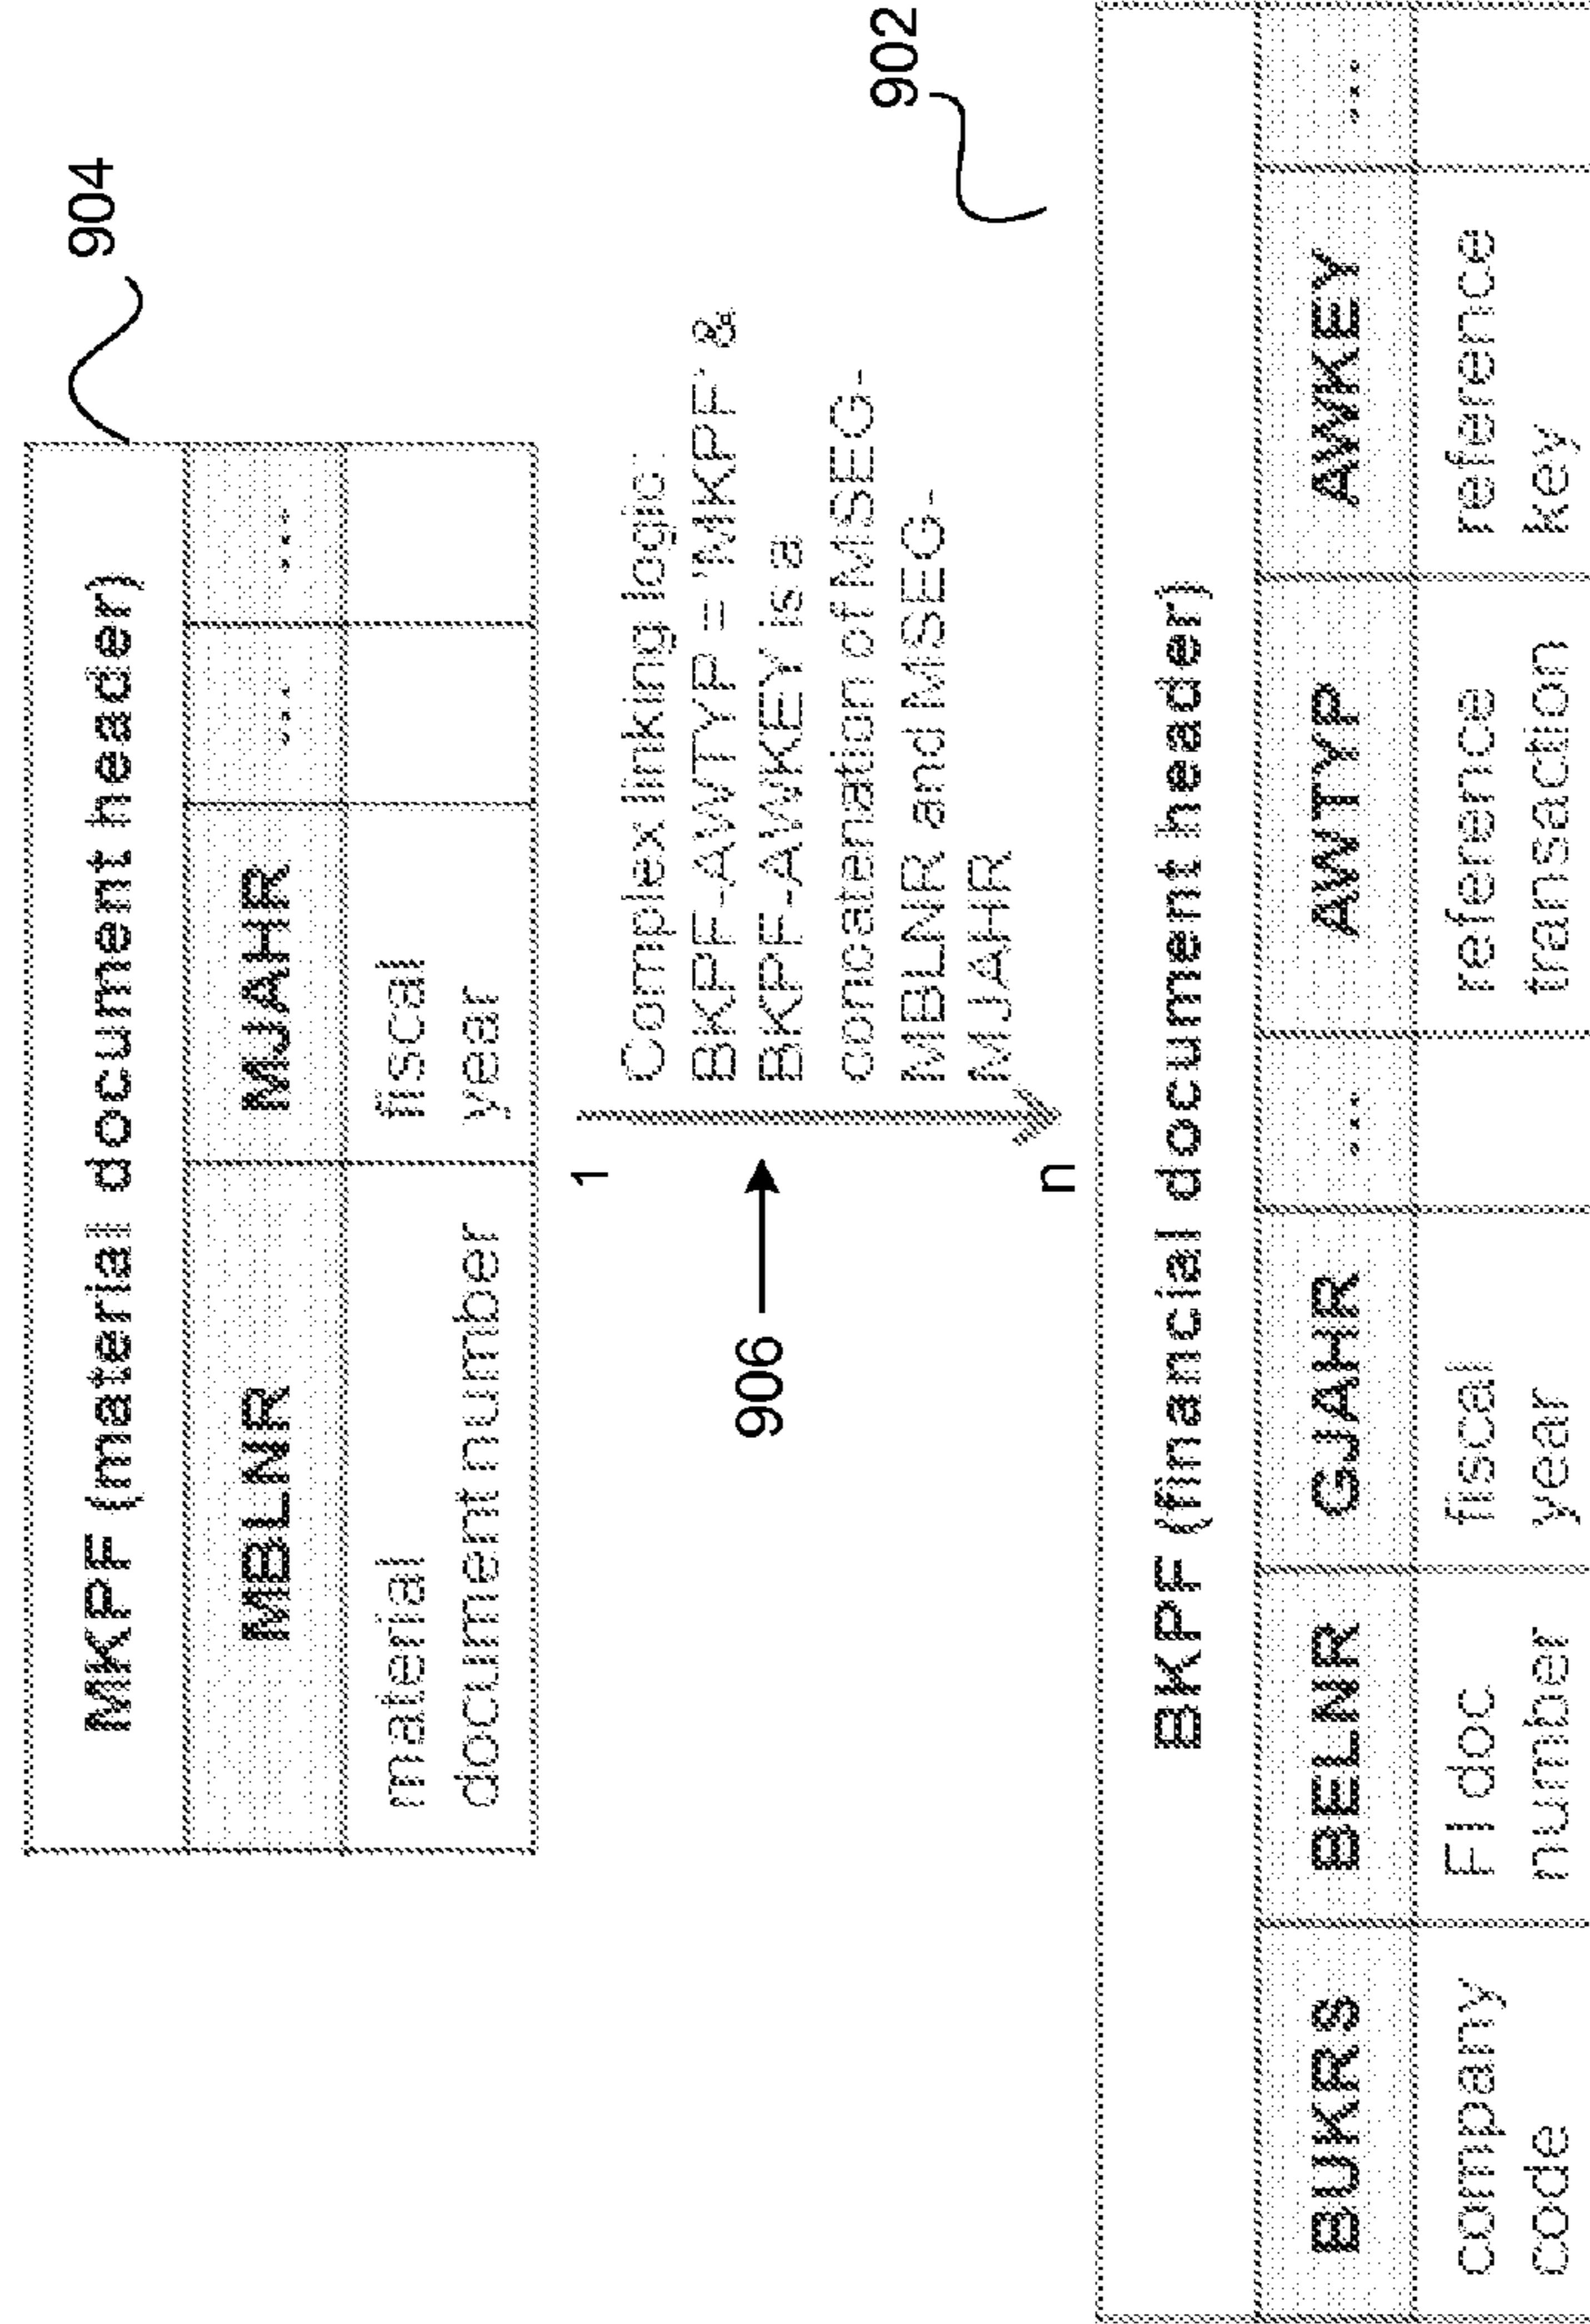 904
MKPF (material document header)
MBLNR MJAHR ... ...
material document number
fiscal year
1
906
n
Complex linking logic:
BKPF-AWTYP = 'MKPF' &
BKPF-AWKEY is a
concatenation of MSEG-
MBLNR and MSEG-
MJAHR
902
BKPF (financial document header)
BUKRS BELNR GJAHR ... AWTYP AWKEY ...
company
code
FI doc
number
fiscal
year
reference
transaction
reference
key